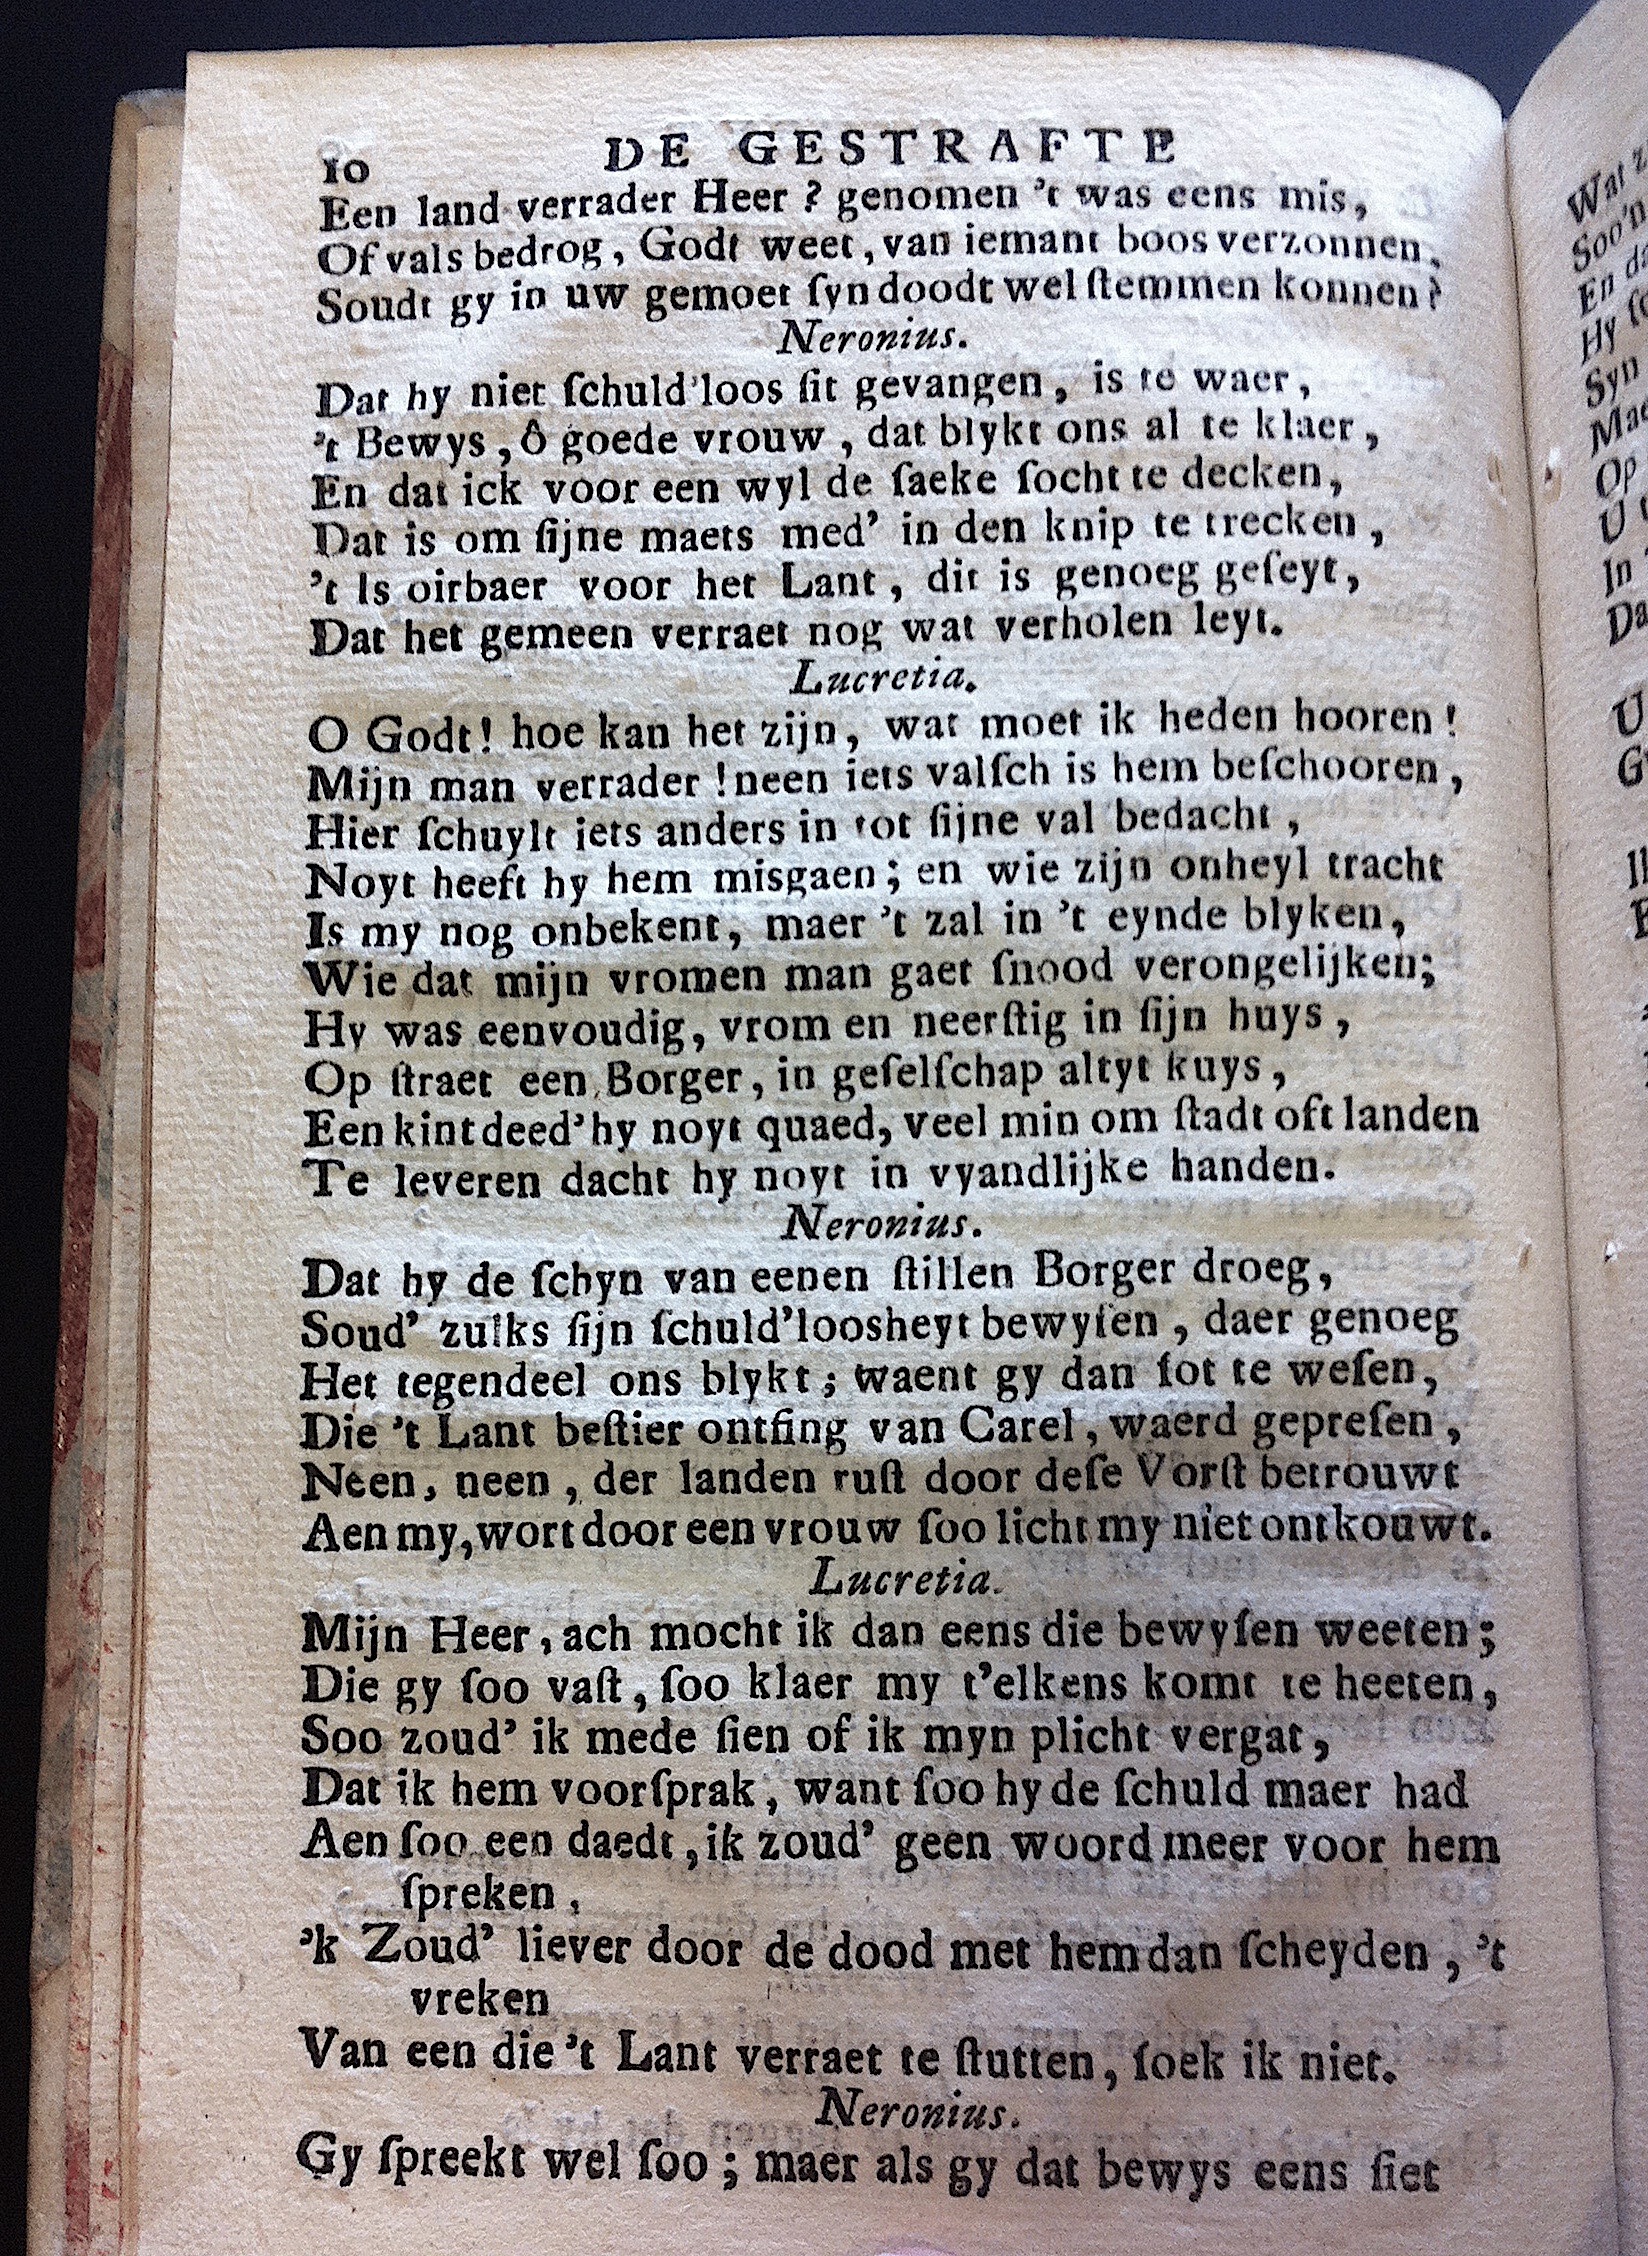 10 DE GESTRAFTE
Een land verrader Heer ? genomen 't was eens mis,
Of vals bedrog, Godt weet, van iemant boos verzonnen.
Soudt gy in uw gemoet ſyn doodt wel ſtemmen konnen?
Neronius.
Dat hy niet ſchuld'loos ſit gevangen, is te waer,
't Bewys, ô goede vrouw, dat blykt ons al te klaer,
En dat ick voor een wyl de ſaeke ſocht te decken,
Dat is om ſijne maets med' in den knip te trecken,
't Is oirbaer voor het Lant, dit is genoeg geſeyt,
Dat het gemeen verraet nog wat verholen leyt.
Lucretia.
O Godt! hoe kan het zijn, wat moet ik heden hooren!
Mijn man verrader ! neen iets valſch is hem beſchooren,
Hier ſchuylt iets anders in tot ſijne val bedacht,
Noyt heeft hy hem misgaen; en wie zijn onheyl tracht
Is my nog onbekent, maer 't zal in 't eynde blyken,
Wie dat mijn vromen man gaet ſnood verongelijken;
Hy was eenvoudig, vrom en neerſtig in ſijn huys,
Op ſtraet een Borger, in geſelſchap altyt kuys,
Een kint deed' hy noyt quaed, veel min om ſtadt oft landen
Te leveren dacht hy noyt in vyandlijke handen.
Neronius.
Dat hy de ſchyn van eenen ſtillen Borger droeg,
Soud' zulks ſijn ſchuld'loosheyt bewyſen, daer genoeg
Het tegendeel ons blykt; waent gy dan ſot te weſen,
Die 't Lant beſtier ontfing van Carel, waerd gepreſen,
Neen, neen, der landen ruſt door deſe Vorſt betrouwt
Aen my, wort door een vrouw ſoo licht my niet ontkouwt.
Lucretia.
Mijn Heer, ach mocht ik dan eens die bewyſen weeten;
Die gy ſoo vaſt, ſoo klaer my t'elkens komt te heeten,
Soo zoud' ik mede ſien of ik myn plicht vergat,
Dat ik hem voorſprak, want ſoo hy de ſchuld maer had
Aen ſoo een daedt, ik zoud' geen woord meer voor hem
ſpreken,
'k Zoud' liever door de dood met hem dan ſcheyden, 't
vreken
Van een die 't Lant verraet te ſtutten, ſoek ik niet.
Neronius.
Gy ſpreekt wel ſoo; maer als gy dat bewys eens ſiet